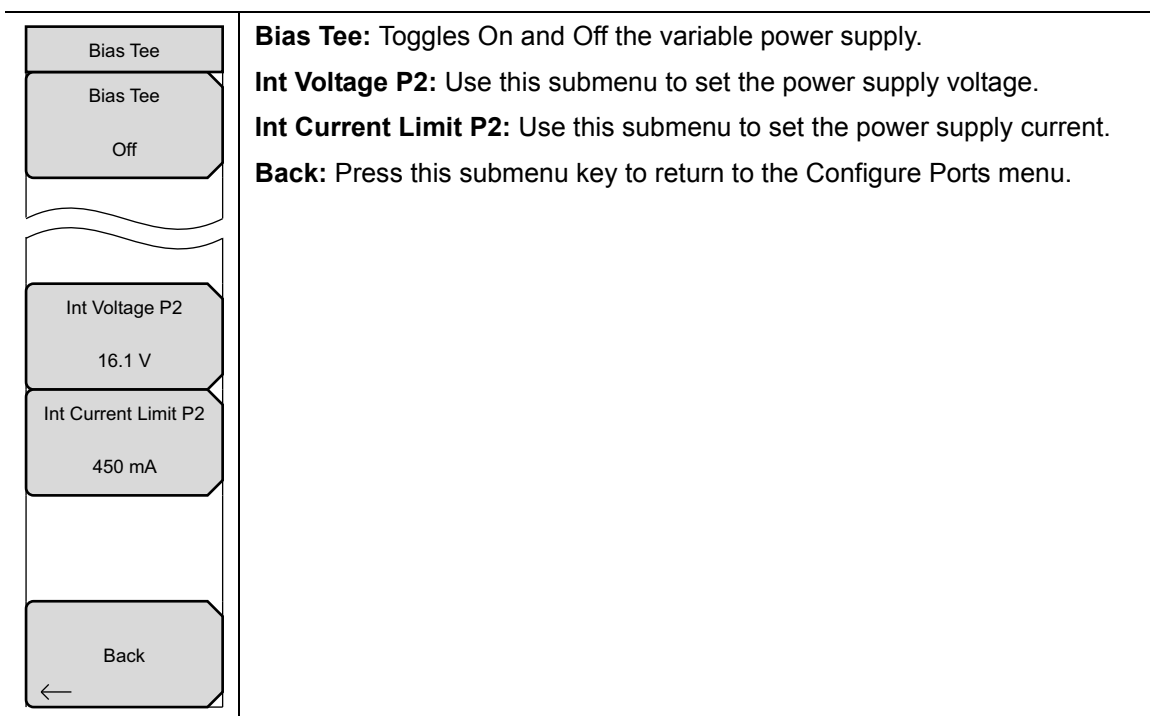 Bias Tee
Bias Tee
Off
Int Voltage P2
16.1 V
Int Current Limit P2
450 mA
Back
Bias Tee: Toggles On and Off the variable power supply.
Int Voltage P2: Use this submenu to set the power supply voltage.
Int Current Limit P2: Use this submenu to set the power supply current.
Back: Press this submenu key to return to the Configure Ports menu.